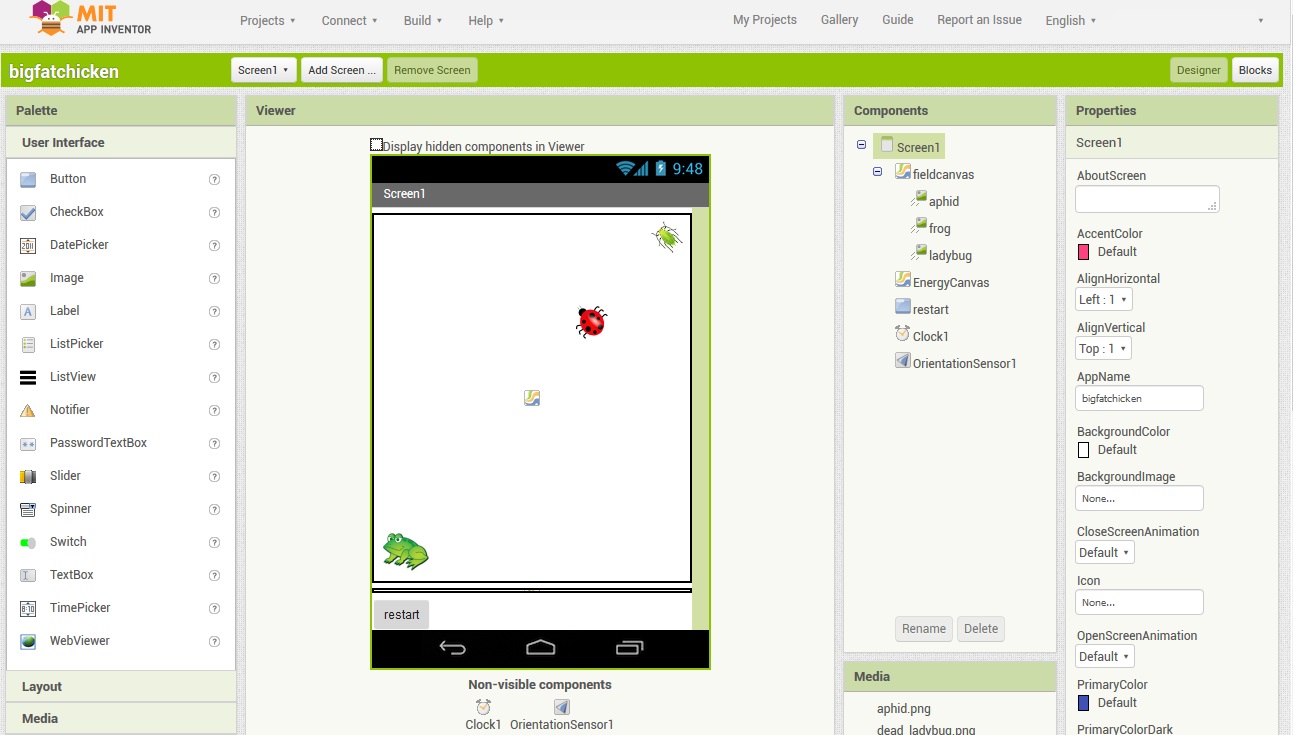 MIT
APP INVENTOR
Projects
Connect
Build
Help
My Projects
Gallery
Guide
Report an Issue
English
bigfatchicken
Screen1
Add Screen ...
Remove Screen
Designer
Blocks
Palette
User Interface
Button ?
CheckBox ?
2011 DatePicker ?
Image ?
A Label ?
ListPicker ?
ListView ?
Notifier ?
PasswordTextBox ?
Slider ?
Spinner ?
Switch ?
TextBox ?
8:10 TimePicker ?
WebViewer ?
Layout
Media
Viewer
Display hidden components in Viewer
9:48
Screen1
restart
Non-visible components
Clock1 OrientationSensor1
Components
Screen1
fieldcanvas
aphid
frog
ladybug
EnergyCanvas
restart
Clock1
OrientationSensor1
Rename
Delete
Media
aphid.png
dead_ladybug.png
Properties
Screen1
AboutScreen
AccentColor
Default
AlignHorizontal
Left : 1
AlignVertical
Top : 1
AppName
bigfatchicken
BackgroundColor
Default
BackgroundImage
None...
CloseScreenAnimation
Default
Icon
None...
OpenScreenAnimation
Default
PrimaryColor
Default
PrimaryColorDark